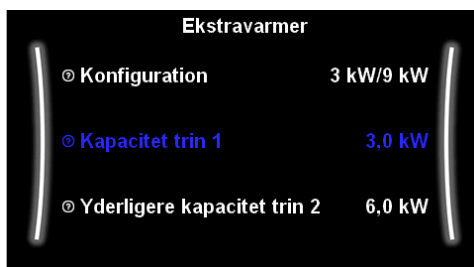 Ekstravarmer
Konfiguration 3 kW/9 kW
Kapacitet trin 1 3,0 kW
Yderligere kapacitet trin 2 6,0 kW